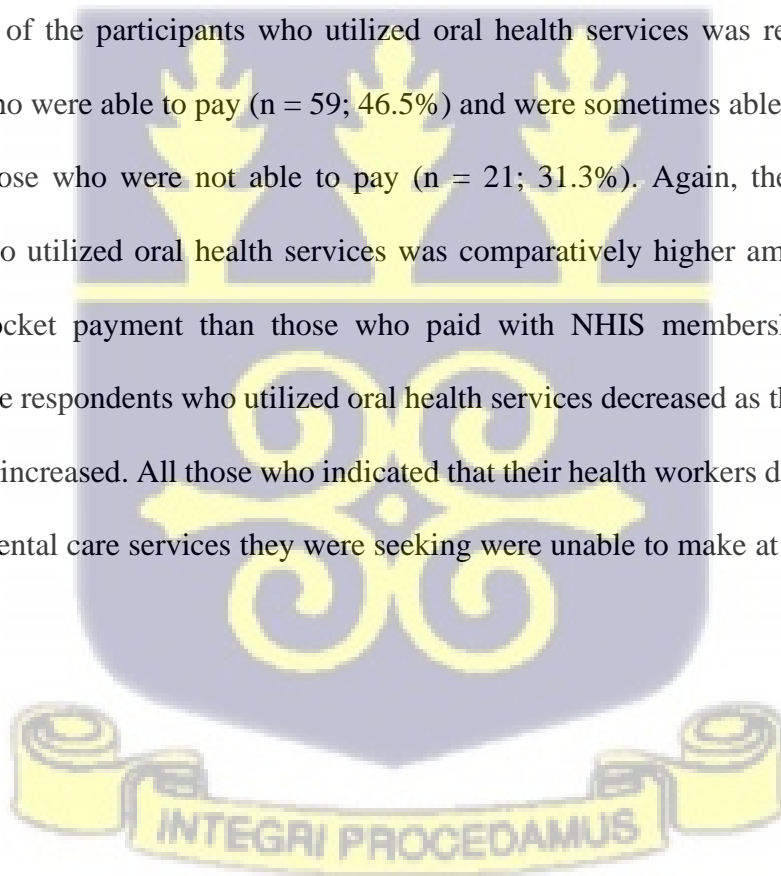 of the participants who utilized oral health services was re
ho were able to pay (n = 59; 46.5%) and were sometimes able
ose who were not able to pay (n = 21; 31.3%). Again, the
o utilized oral health services was comparatively higher am
ocket payment than those who paid with NHIS members
e respondents who utilized oral health services decreased as th
increased. All those who indicated that their health workers d
ental care services they were seeking were unable to make at
INTEGRI PROCEDAMUS